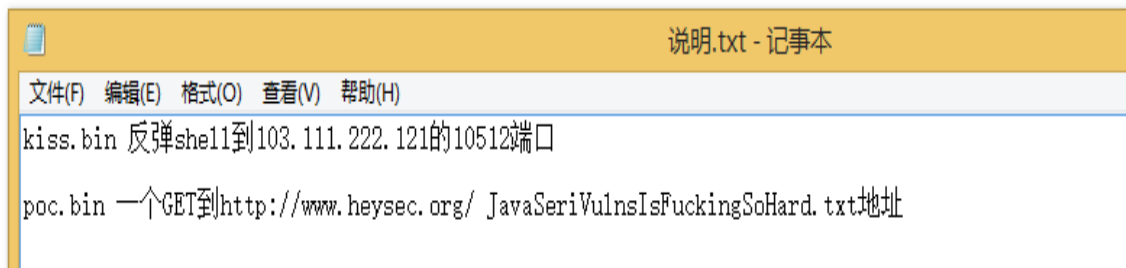 说明.txt - 记事本
文件(F) 编辑(E) 格式(O) 查看(V) 帮助(H)
kiss.bin 反弹shell到103.111.222.121的10512端口
poc.bin 一个GET到http://www.heysec.org/ JavaSeriVulnsIsFuckingSoHard.txt地址